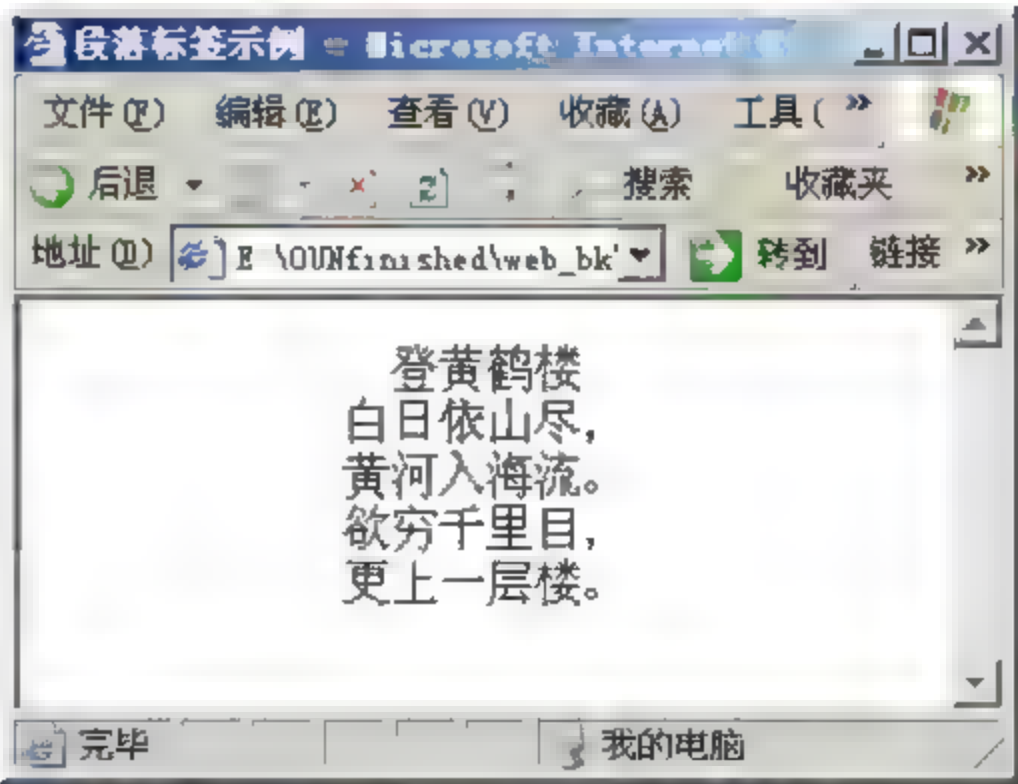 段落标签示例 - Microsoft Internet
文件(F) 编辑(E) 查看(V) 收藏(A) 工具( »
后退 搜索 收藏夹 »
地址(D) E \OUNfinished\web_bk 转到 链接 »
登黄鹤楼
白日依山尽,
黄河入海流。
欲穷千里目,
更上一层楼。
完毕 我的电脑